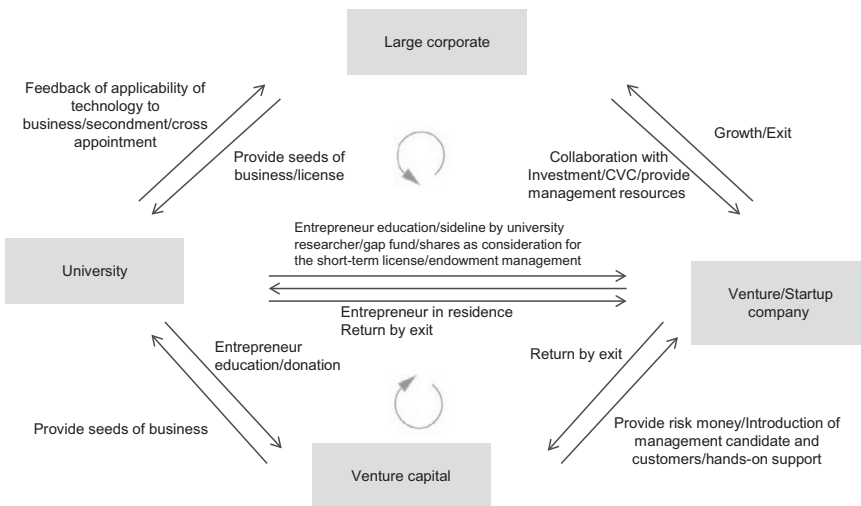 Large corporate
Feedback of applicability of
technology to
business/secondment/cross
appointment
Growth/Exit
Provide seeds of
business/license
Collaboration with
Investment/CVC/provide
management resources
Entrepreneur education/sideline by university
researcher/gap fund/shares as consideration for
the short-term license/endowment management
University
Venture/Startup
company
Entrepreneur in residence
Return by exit
Entrepreneur
education/donation
Return by exit
Provide seeds of business
Provide risk money/Introduction of
management candidate and
customers/hands-on support
Venture capital